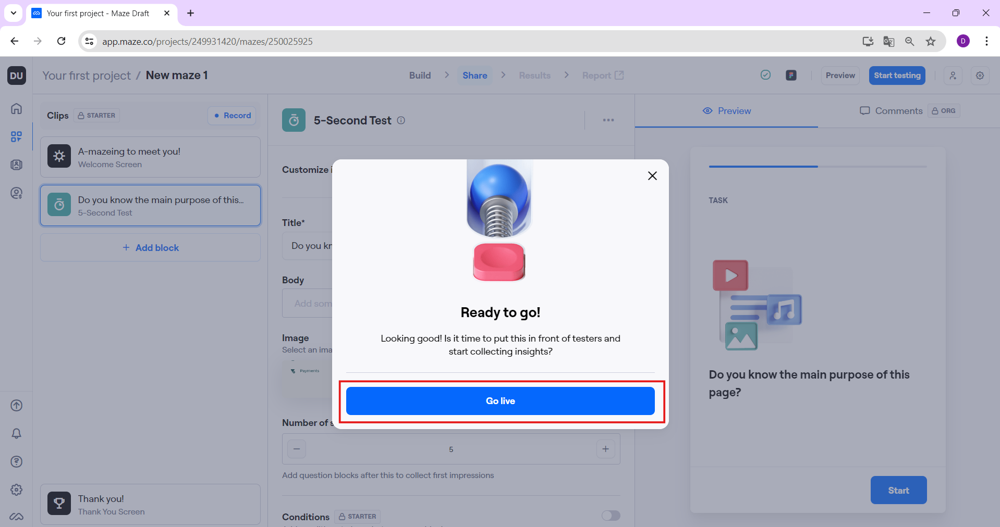 Your first project - Maze Draft
app.maze.co/projects/249931420/mazes/250025925
D
DU
Your first project / New maze 1
Build
Share
Results
Report
Preview
Start testing
Clips
STARTER
Record
A-mazeing to meet you!
Welcome Screen
Do you know the main purpose of this...
5-Second Test
+ Add block
Thank you!
Thank You Screen
5-Second Test
Customize
Title*
Do you kn
Body
Add som
Image
Select an ima
Payments
Number of s
5
Add question blocks after this to collect first impressions
Conditions
STARTER
Ready to go!
Looking good! Is it time to put this in front of testers and
start collecting insights?
Go live
Preview
Comments
ORG
TASK
Do you know the main purpose of this
page?
Start